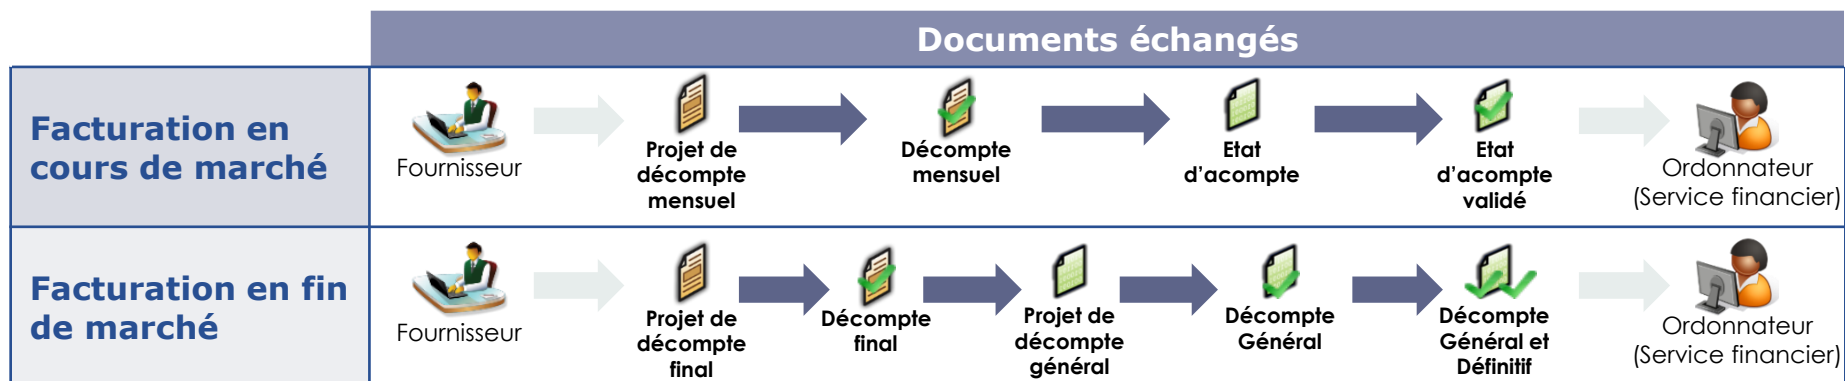 Documents échangés
Facturation en
cours de marché
Fournisseur
Projet de
décompte
mensuel
Décompte
mensuel
Etat
d’acompte
Etat
d’acompte
validé
Ordonnateur
(Service financier)
Facturation en fin
de marché
Fournisseur
Projet de
décompte
final
Décompte
final
Projet de
décompte
général
Décompte
Général
Décompte
Général et
Définitif
Ordonnateur
(Service financier)